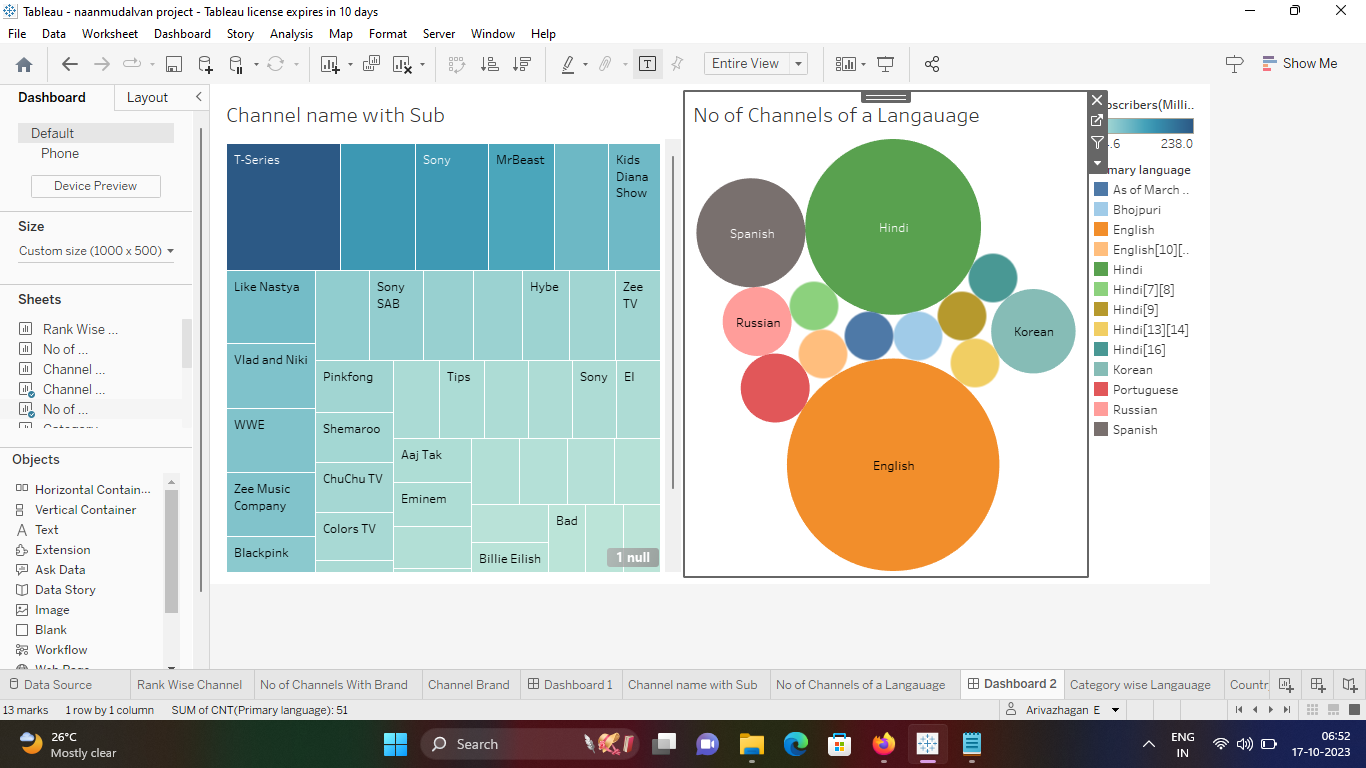 Tableau - naanmudalvan project - Tableau license expires in 10 days
File Data Worksheet Dashboard Story Analysis Map Format Server Window Help
Entire View
Show Me
Dashboard Layout
Default
Phone
Device Preview
Size
Custom size (1000 x 500)
Sheets
Rank Wise ...
No of ...
Channel ...
Channel ...
No of ...
Objects
Horizontal Contain...
Vertical Container
Text
Extension
Ask Data
Data Story
Image
Blank
Workflow
Channel name with Sub
T-Series
Sony
MrBeast
Kids
Diana
Show
Like Nastya
Sony
SAB
Hybe
Zee
TV
Vlad and Niki
Pinkfong
Tips
Sony
El
WWE
Shemaroo
Aaj Tak
ChuChu TV
Zee Music
Company
Eminem
Colors TV
Bad
Blackpink
Billie Eilish
1 null
No of Channels of a Langauage
Spanish
Hindi
Russian
Korean
English
bscribers(Milli..
.6 238.0
mary language
As of March ..
Bhojpuri
English
English[10][..
Hindi
Hindi[7][8]
Hindi[9]
Hindi[13][14]
Hindi[16]
Korean
Portuguese
Russian
Spanish
Data Source Rank Wise Channel No of Channels With Brand Channel Brand Dashboard 1 Channel name with Sub No of Channels of a Langauage Dashboard 2 Category wise Langauage Countr
13 marks 1 row by 1 column SUM of CNT(Primary language): 51
Arivazhagan E
26°C
Mostly clear
Search
ENG
IN
06:52
17-10-2023